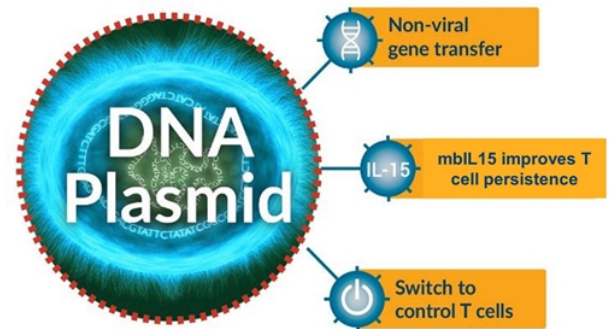 DNA
Plasmid
Non-viral
gene transfer
IL-15
mbIL15 improves T
cell persistence
Switch to
control T cells